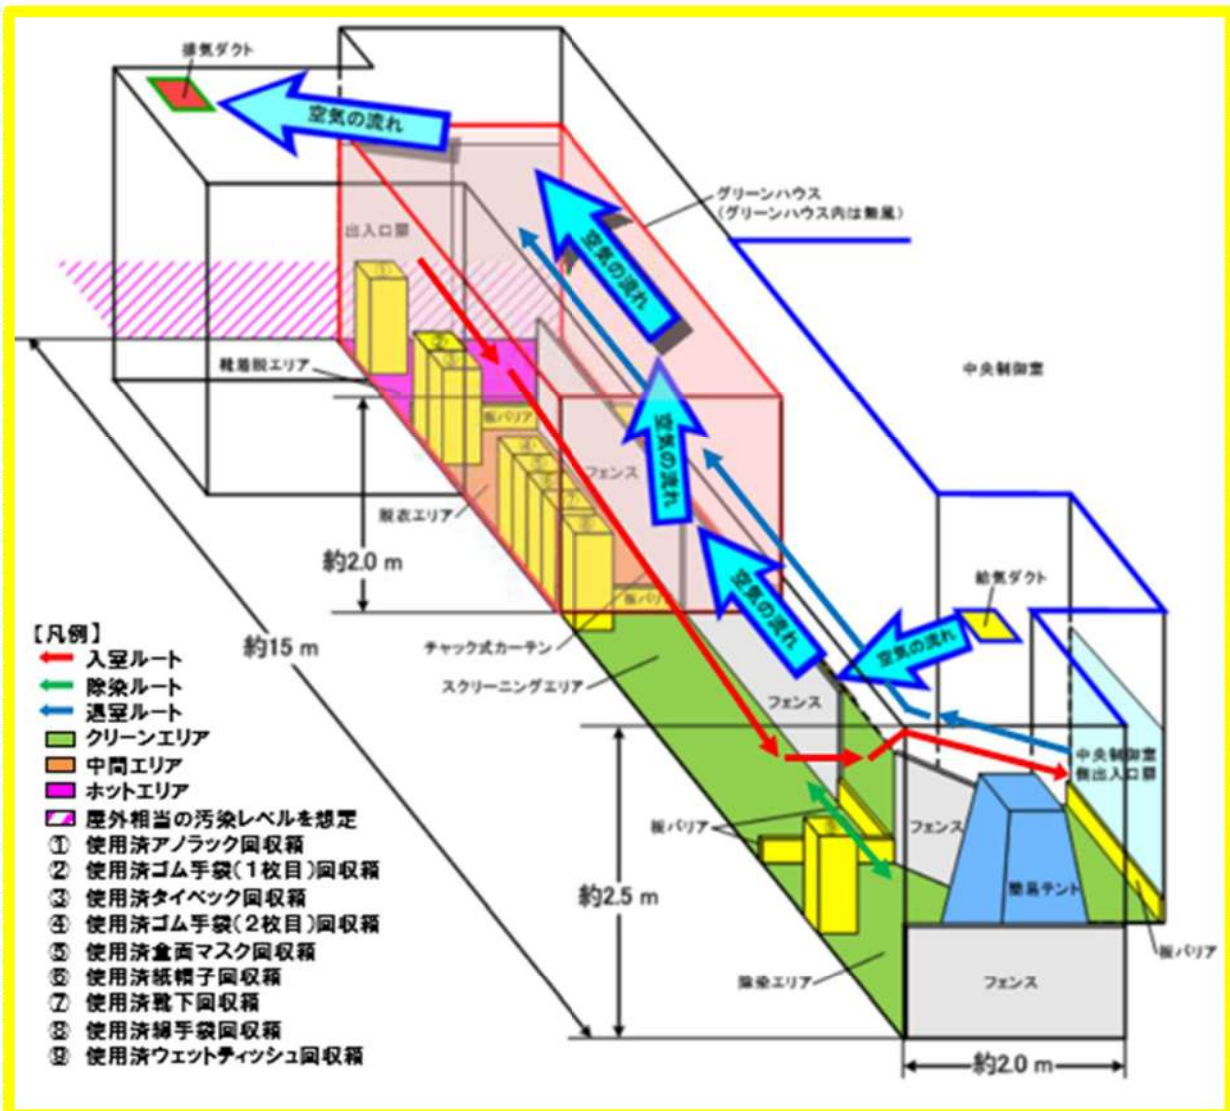 排気ダクト
空気の流れ
グリーンハウス
(グリーンハウス内は無風)
出入口扉
空気の流れ
①
②
③
中央制御室
靴着脱エリア
板バリア
空気の流れ
④
⑤
⑥
⑦
⑧
フェンス
脱衣エリア
約2.0 m
板バリア
空気の流れ
給気ダクト
空気の流れ
チャック式カーテン
スクリーニングエリア
フェンス
約15 m
【凡例】
入室ルート
除染ルート
退室ルート
クリーンエリア
中間エリア
ホットエリア
屋外相当の汚染レベルを想定
① 使用済アノラック回収箱
② 使用済ゴム手袋(1枚目)回収箱
③ 使用済タイベック回収箱
④ 使用済ゴム手袋(2枚目)回収箱
⑤ 使用済全面マスク回収箱
⑥ 使用済紙帽子回収箱
⑦ 使用済靴下回収箱
⑧ 使用済綿手袋回収箱
⑨ 使用済ウェットティッシュ回収箱
中央制御室
側出入口扉
板バリア
フェンス
⑨
約2.5 m
簡易テント
板バリア
除染エリア
フェンス
約2.0 m